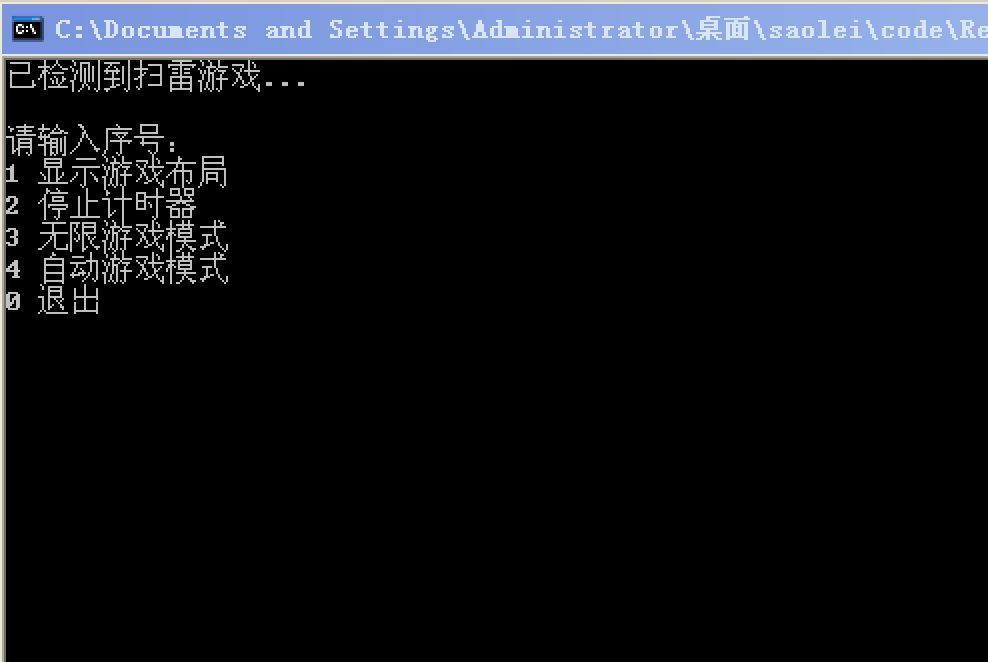 C:\Documents and Settings\Administrator\桌面\saolei\code\Re
已检测到扫雷游戏...
请输入序号：
1 显示游戏布局
2 停止计时器
3 无限游戏模式
4 自动游戏模式
0 退出